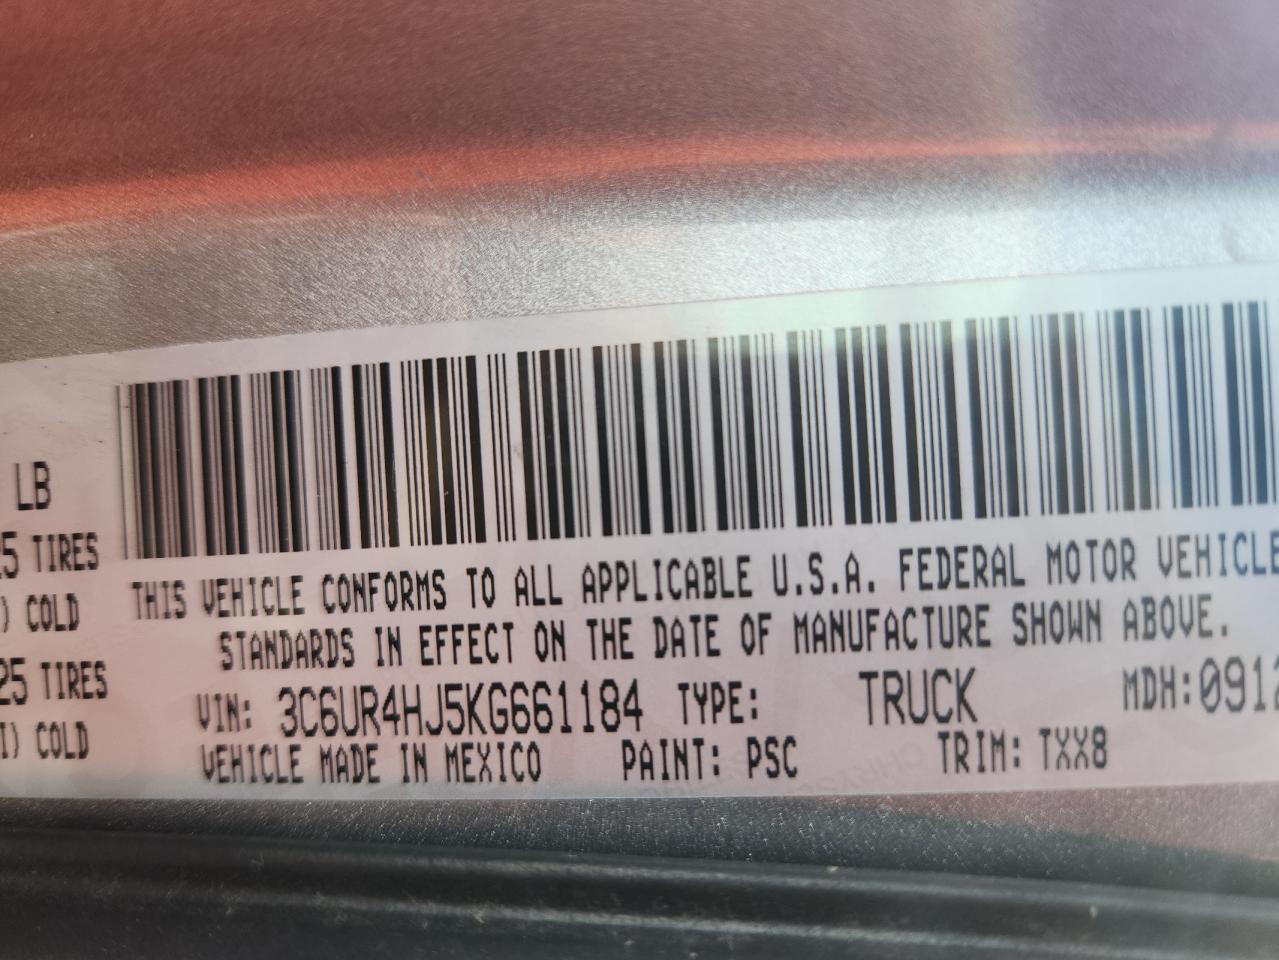 LB
25 TIRES
) COLD
25 TIRES
I) COLD
THIS VEHICLE CONFORMS TO ALL APPLICABLE U.S.A. FEDERAL MOTOR VEHICLE
STANDARDS IN EFFECT ON THE DATE OF MANUFACTURE SHOWN ABOVE.
VIN: 3C6UR4HJ5KG661184 TYPE: TRUCK MDH:0912
VEHICLE MADE IN MEXICO PAINT: PSC TRIM: TXX8